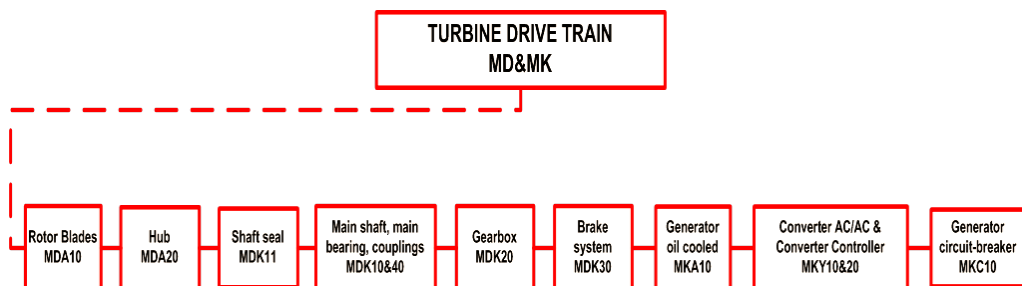 TURBINE DRIVE TRAIN
MD&MK
Rotor Blades
MDA10
Hub
MDA20
Shaft seal
MDK11
Main shaft, main
bearing, couplings
MDK10&40
Gearbox
MDK20
Brake
system
MDK30
Generator
oil cooled
MKA10
Converter AC/AC &
Converter Controller
MKY10&20
Generator
circuit-breaker
MKC10